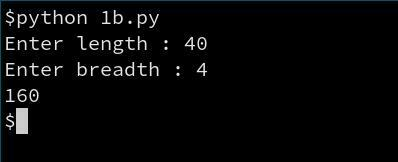 $python 1b.py
Enter length : 40
Enter breadth : 4
160
$